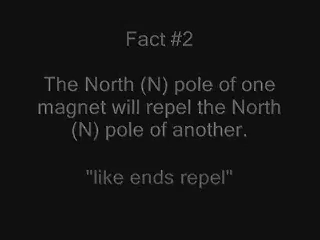 Fact #2
The North (N) pole of one
magnet will repel the North
(N) pole of another.
"like ends repel"